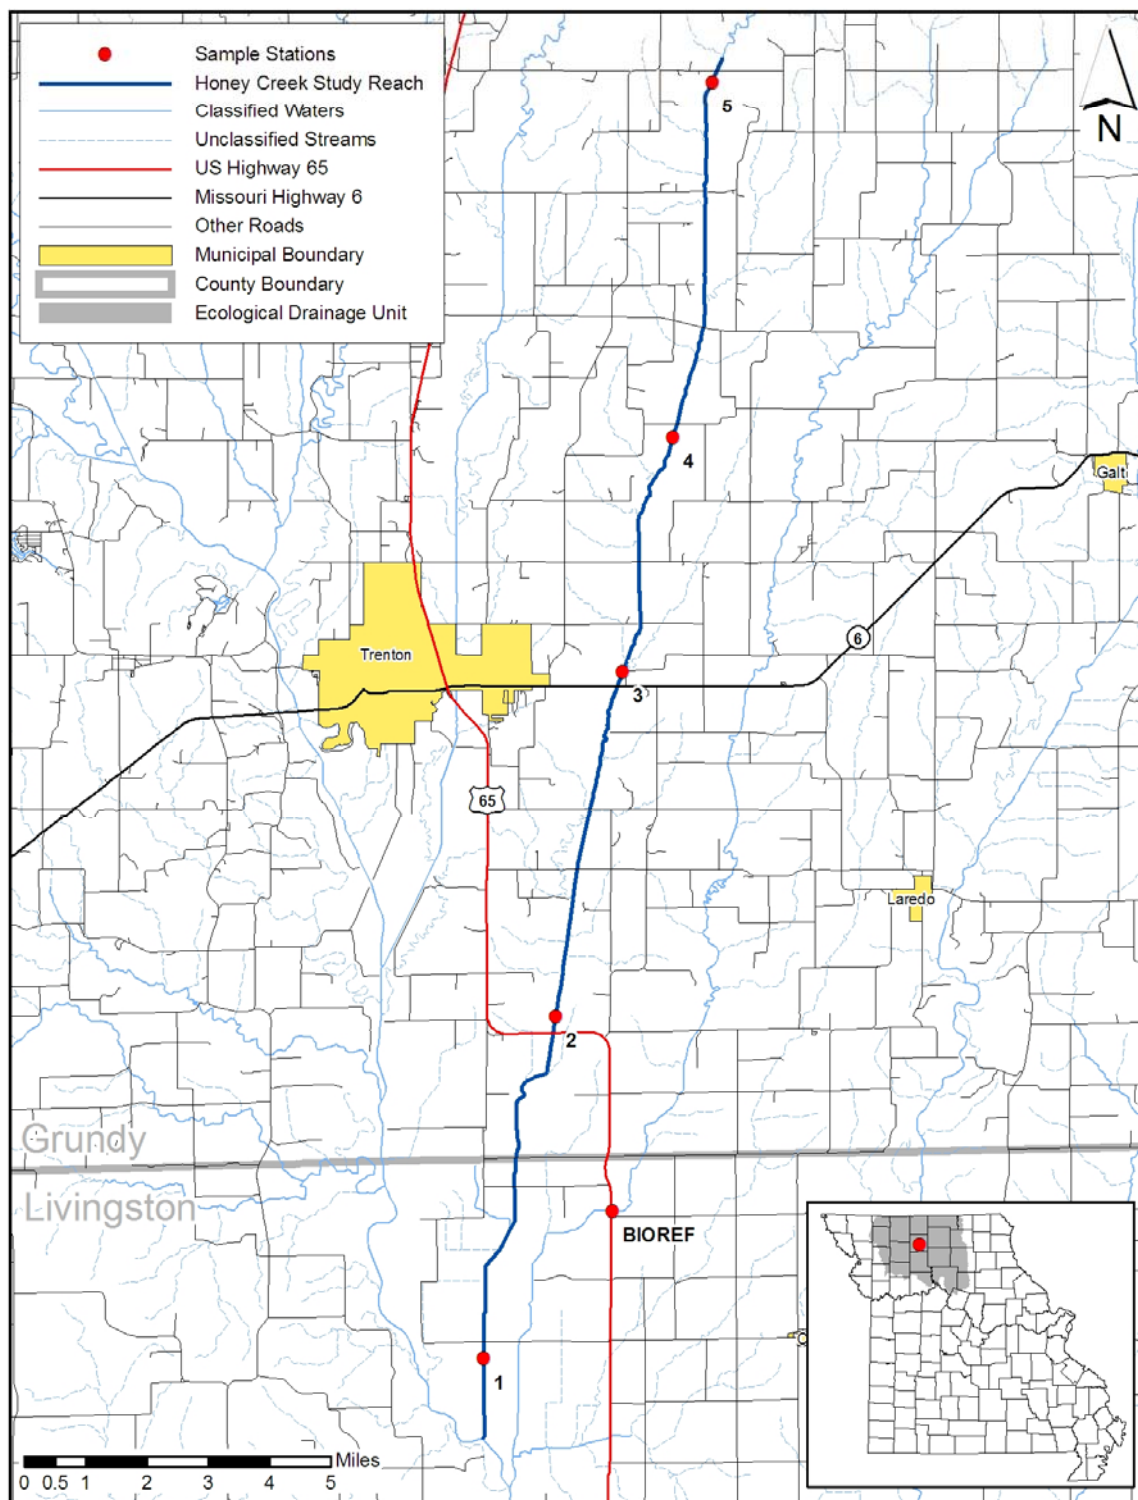 Sample Stations
Honey Creek Study Reach
Classified Waters
Unclassified Streams
US Highway 65
Missouri Highway 6
Other Roads
Municipal Boundary
County Boundary
Ecological Drainage Unit
N
5
4
Galt
6
Trenton
3
65
Laredo
2
Grundy
Livingston
BIOREF
1
Miles
0 0.5 1 2 3 4 5